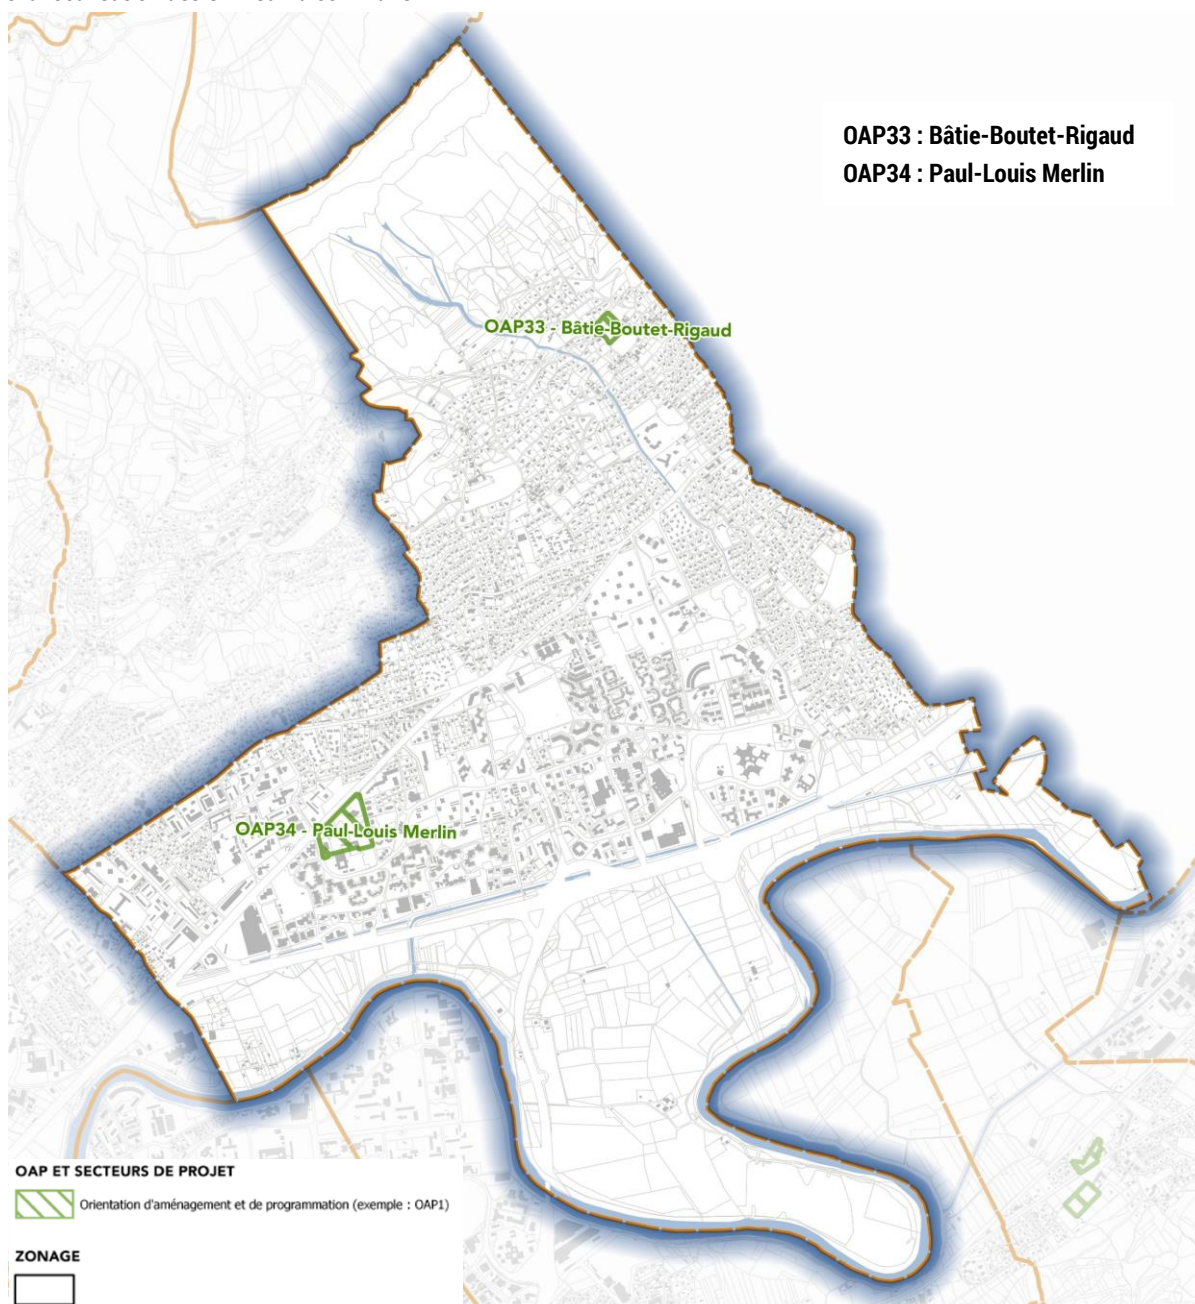 OAP33 : Bâtie-Boutet-Rigaud
OAP34 : Paul-Louis Merlin
OAP33 - Bâtie-Boutet-Rigaud
OAP34 - Paul-Louis Merlin
OAP ET SECTEURS DE PROJET
Orientation d'aménagement et de programmation (exemple : OAP1)
ZONAGE